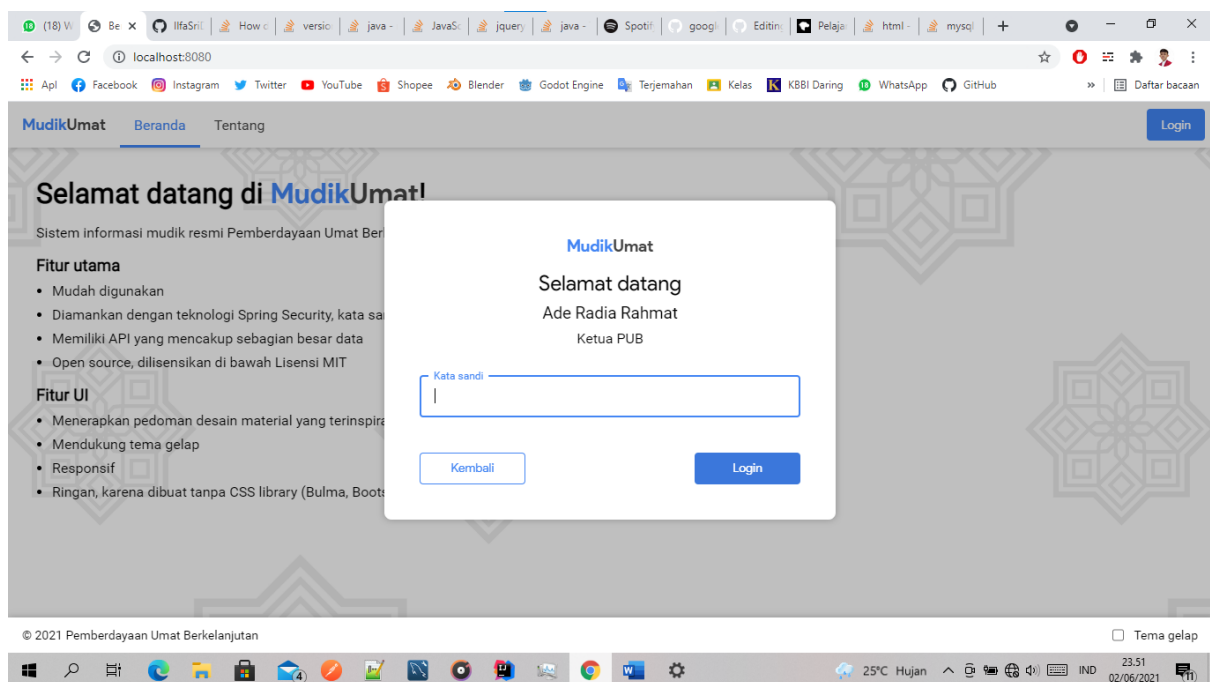 (18) W
Be
IlfaSril
How c
versio
java -
JavaSc
jquery
java -
Spotif
googl
Editin
Pelaja
html -
mysql
localhost:8080
Apl
Facebook
Instagram
Twitter
YouTube
Shopee
Blender
Godot Engine
Terjemahan
Kelas
KBBI Daring
WhatsApp
GitHub
»
Daftar bacaan
MudikUmat
Beranda
Tentang
Login
Selamat datang di MudikUmat!
Sistem informasi mudik resmi Pemberdayaan Umat Ber
Fitur utama
• Mudah digunakan
• Diamankan dengan teknologi Spring Security, kata sa
• Memiliki API yang mencakup sebagian besar data
• Open source, dilisensikan di bawah Lisensi MIT
Fitur UI
• Menerapkan pedoman desain material yang terinspira
• Mendukung tema gelap
• Responsif
• Ringan, karena dibuat tanpa CSS library (Bulma, Boots
MudikUmat
Selamat datang
Ade Radia Rahmat
Ketua PUB
Kata sandi
Kembali
Login
© 2021 Pemberdayaan Umat Berkelanjutan
Tema gelap
25°C Hujan
IND
23.51
02/06/2021